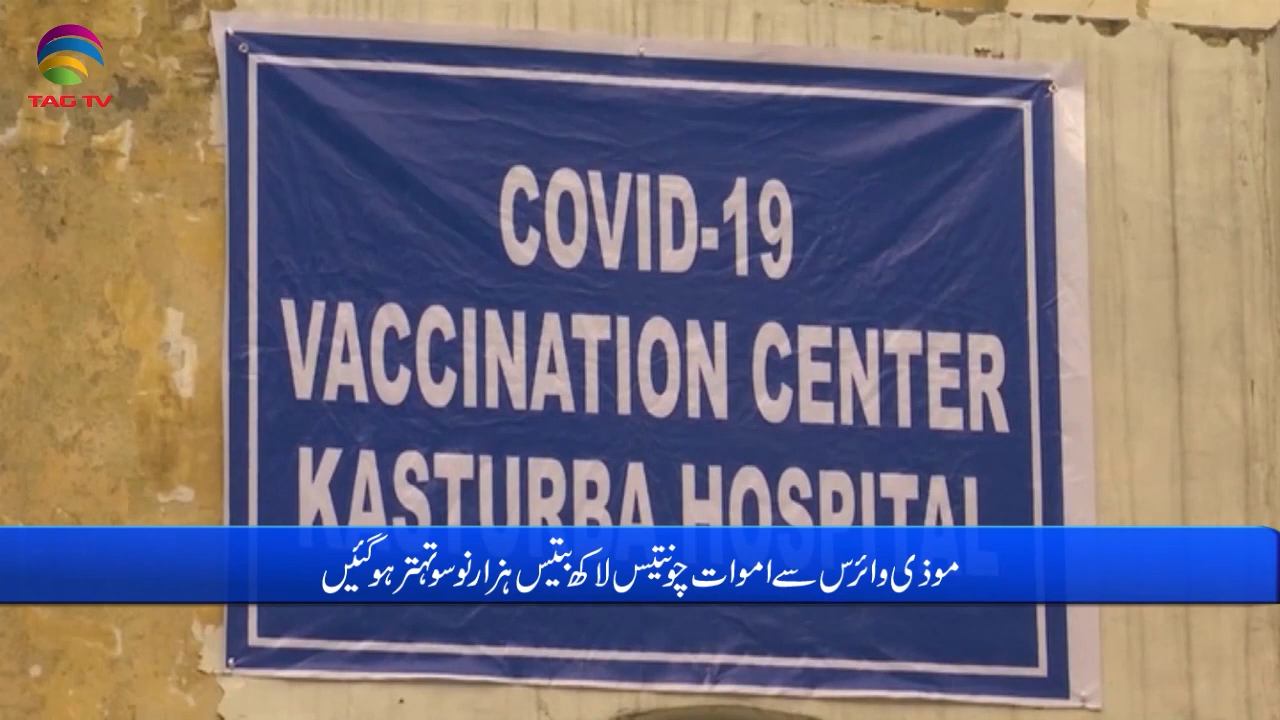 TAG TV
COVID-19
VACCINATION CENTER
KASTURBA HOSPITAL
موذی وائرس سے اموات چونتیس لاکھ بتیس ہزار نو سو تہتر ہو گئیں